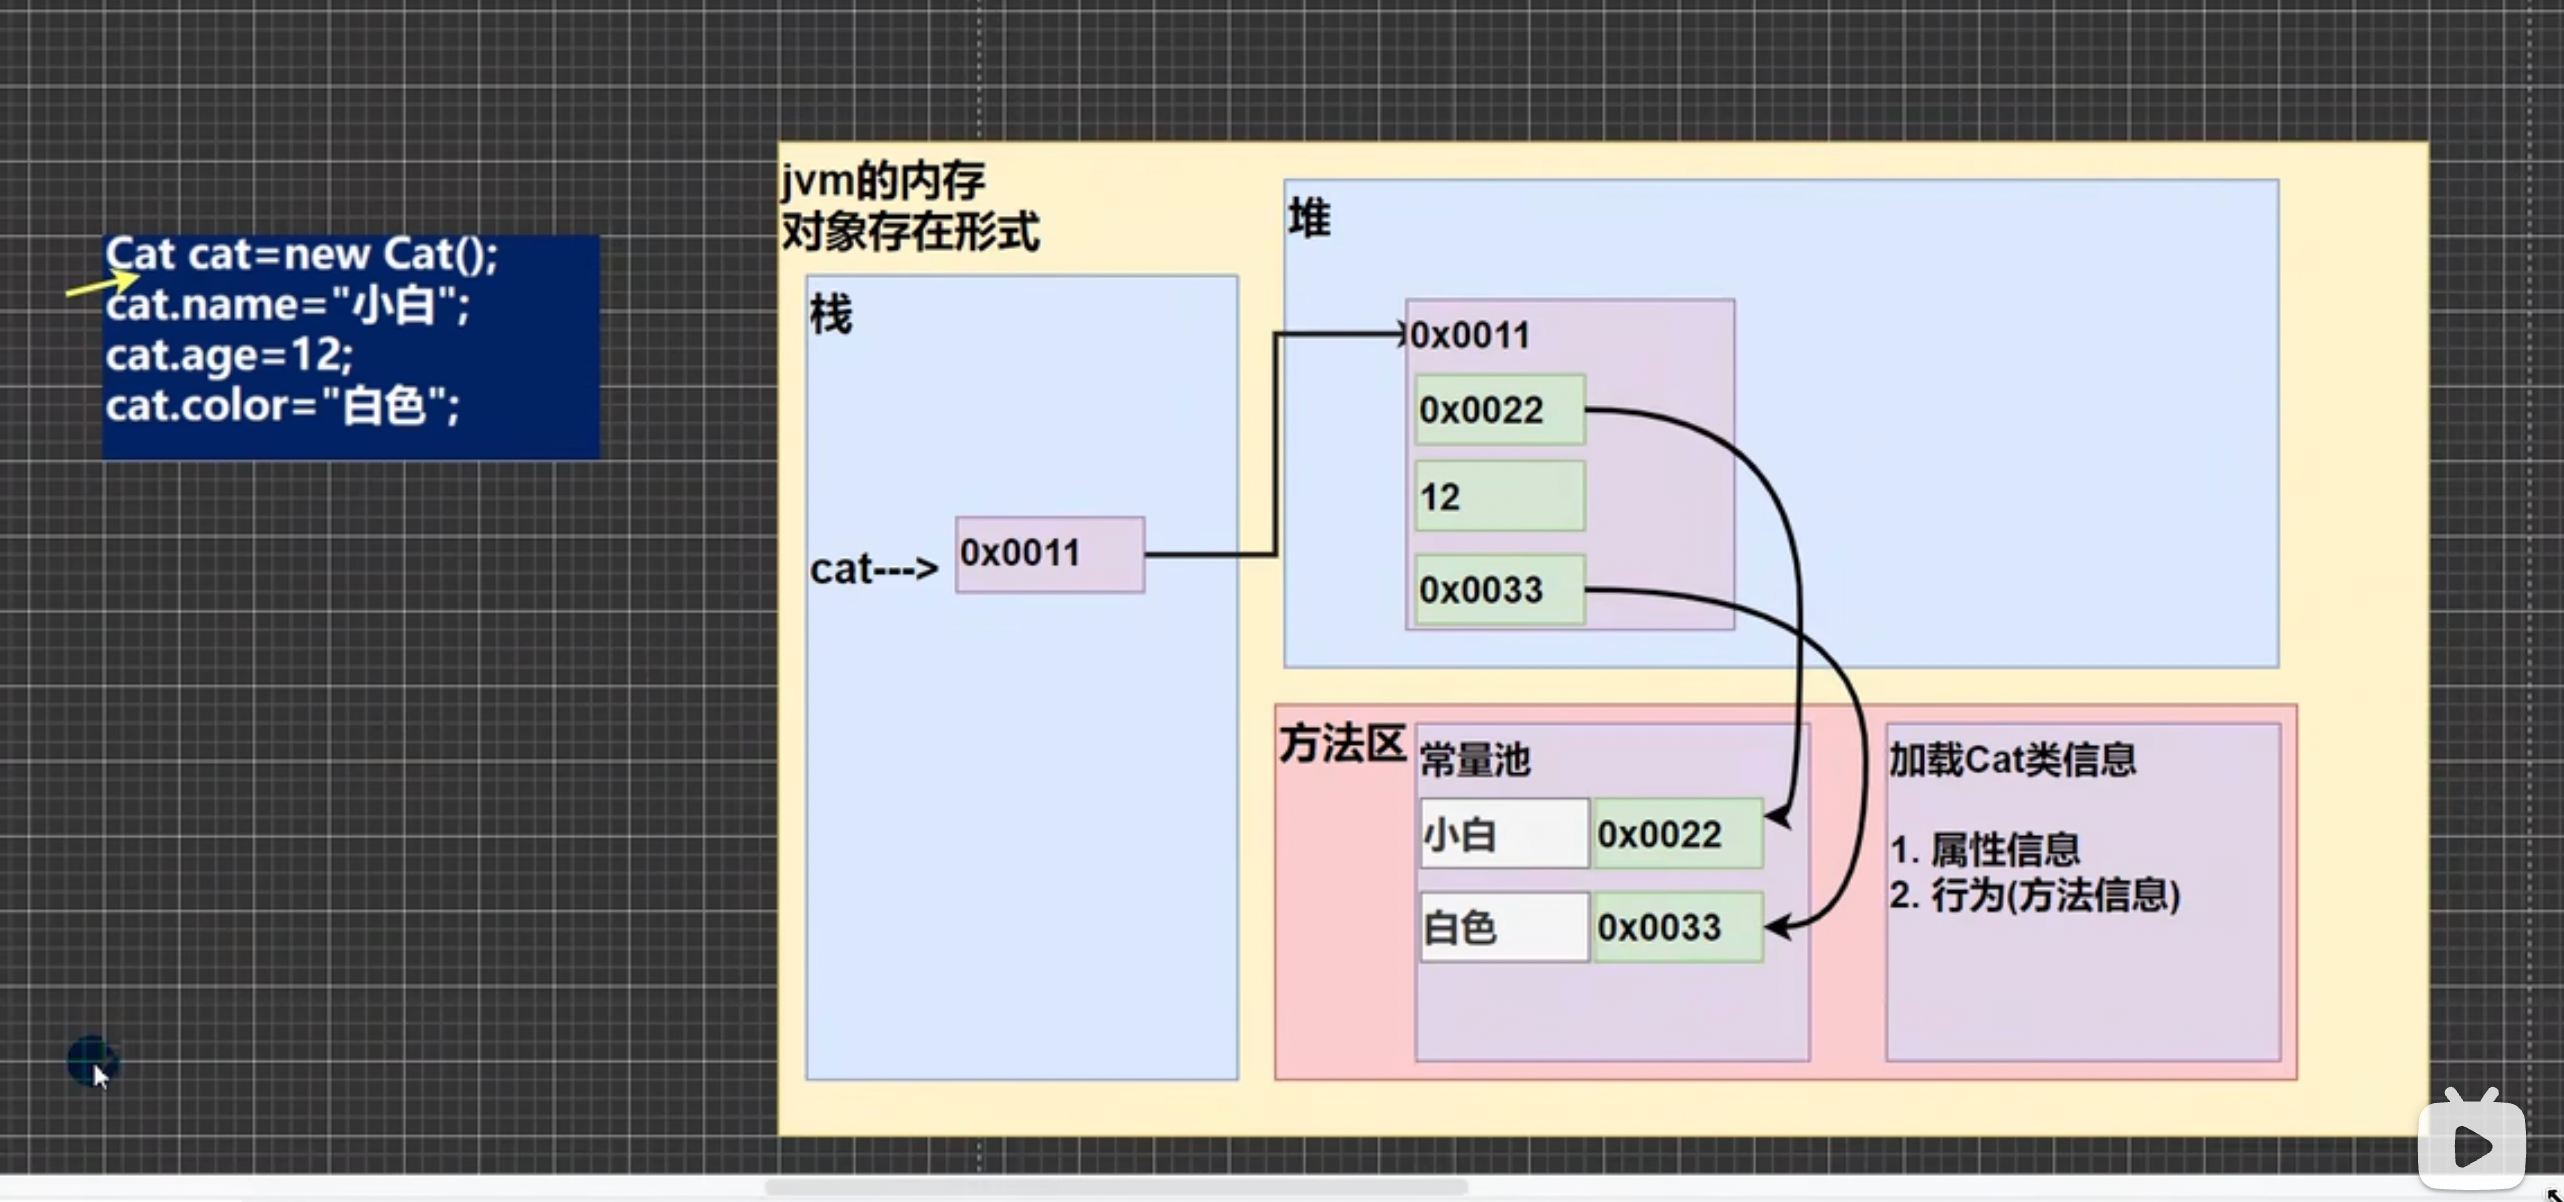 Cat cat=new Cat();
cat.name="小白";
cat.age=12;
cat.color="白色";
jvm的内存
对象存在形式
栈
cat--->
0x0011
堆
0x0011
0x0022
12
0x0033
方法区
常量池
小白 0x0022
白色 0x0033
加载Cat类信息
1. 属性信息
2. 行为(方法信息)